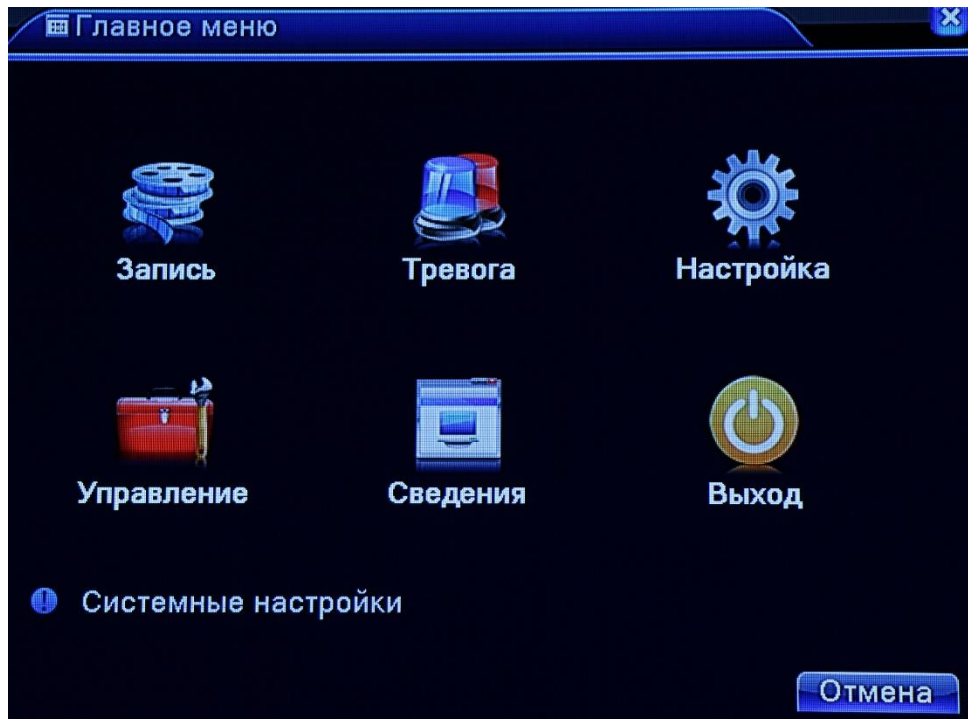 Главное меню
Запись
Тревога
Настройка
Управление
Сведения
Выход
Системные настройки
Отмена